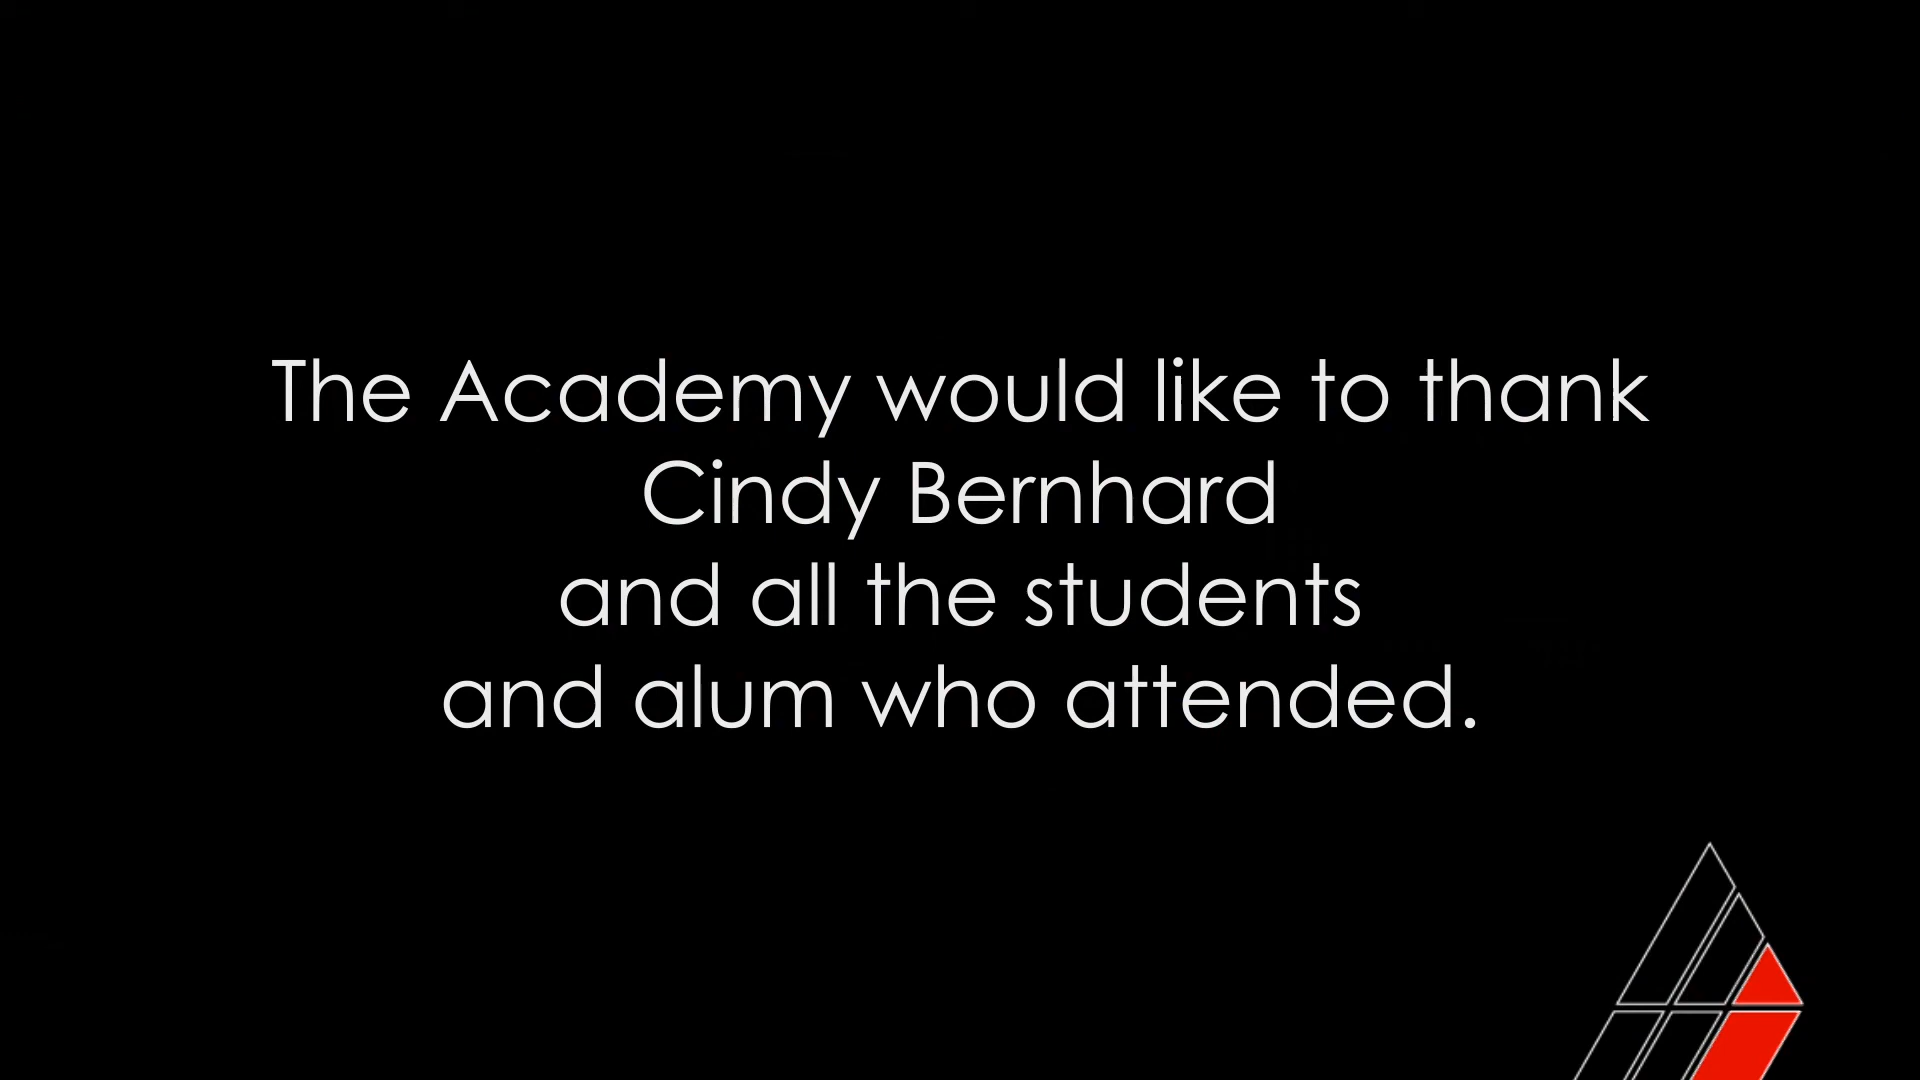 The Academy would like to thank
Cindy Bernhard
and all the students
and alum who attended.